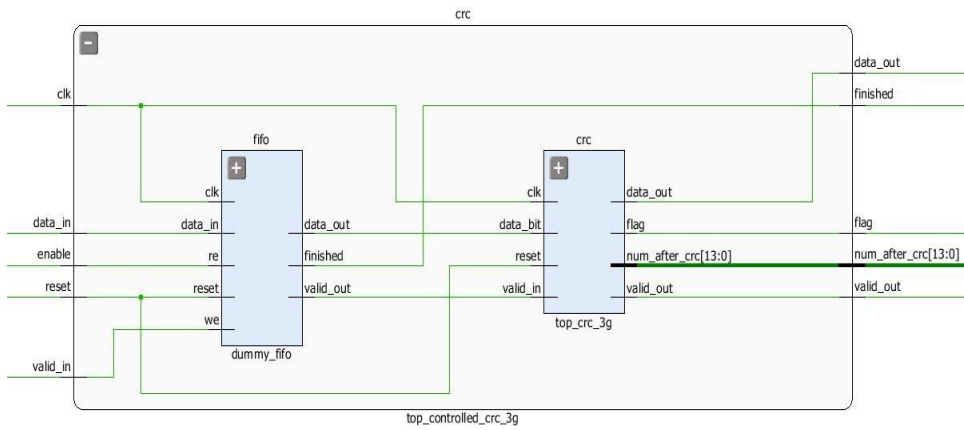 crc
data_out
clk
finished
fifo
crc
clk
clk
data_out
data_in
data_in
data_out
data_bit
flag
flag
enable
re
finished
reset
num_after_crc[13:0]
num_after_crc[13:0]
reset
reset
valid_out
valid_in
valid_out
valid_out
we
top_crc_3g
dummy_fifo
valid_in
top_controlled_crc_3g